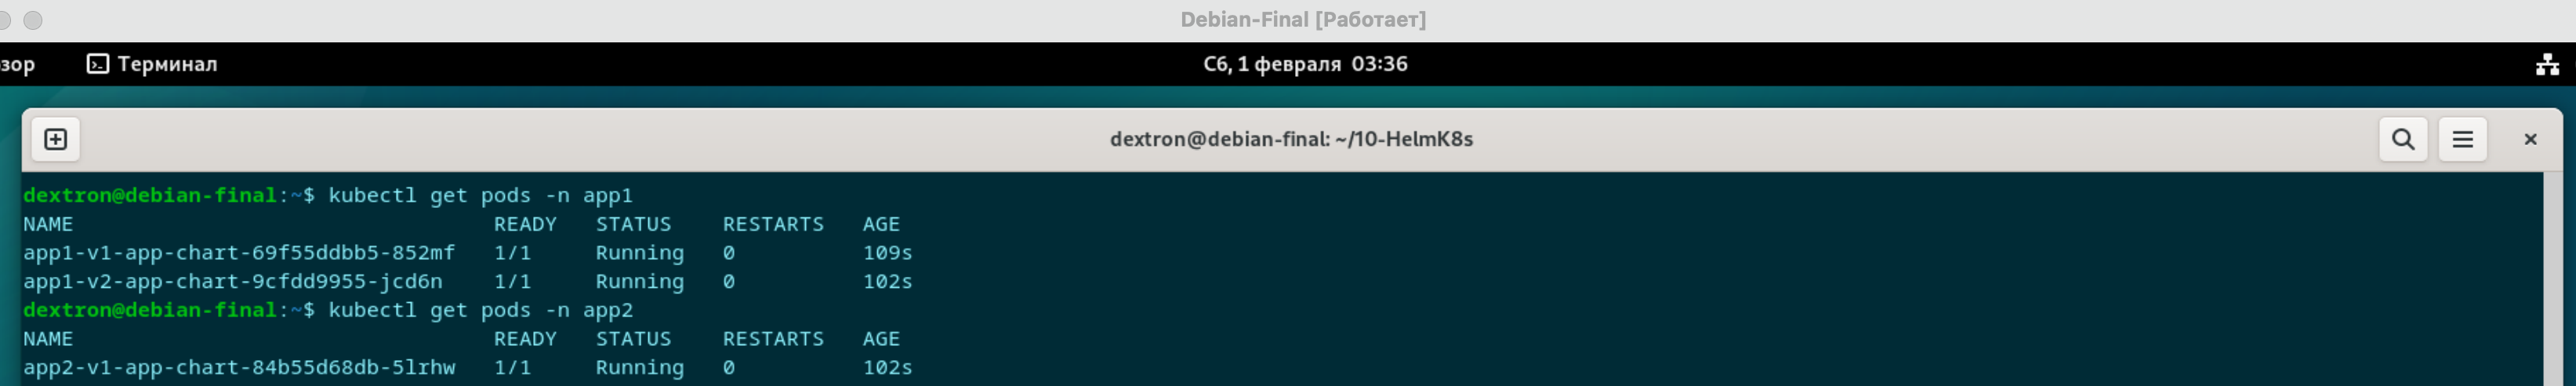 Debian-Final [Работает]
зор Терминал Сб, 1 февраля 03:36
dextron@debian-final: ~/10-HelmK8s
dextron@debian-final:~$ kubectl get pods -n app1
NAME READY STATUS RESTARTS AGE
app1-v1-app-chart-69f55ddbb5-852mf 1/1 Running 0 109s
app1-v2-app-chart-9cfdd9955-jcd6n 1/1 Running 0 102s
dextron@debian-final:~$ kubectl get pods -n app2
NAME READY STATUS RESTARTS AGE
app2-v1-app-chart-84b55d68db-5lrhw 1/1 Running 0 102s